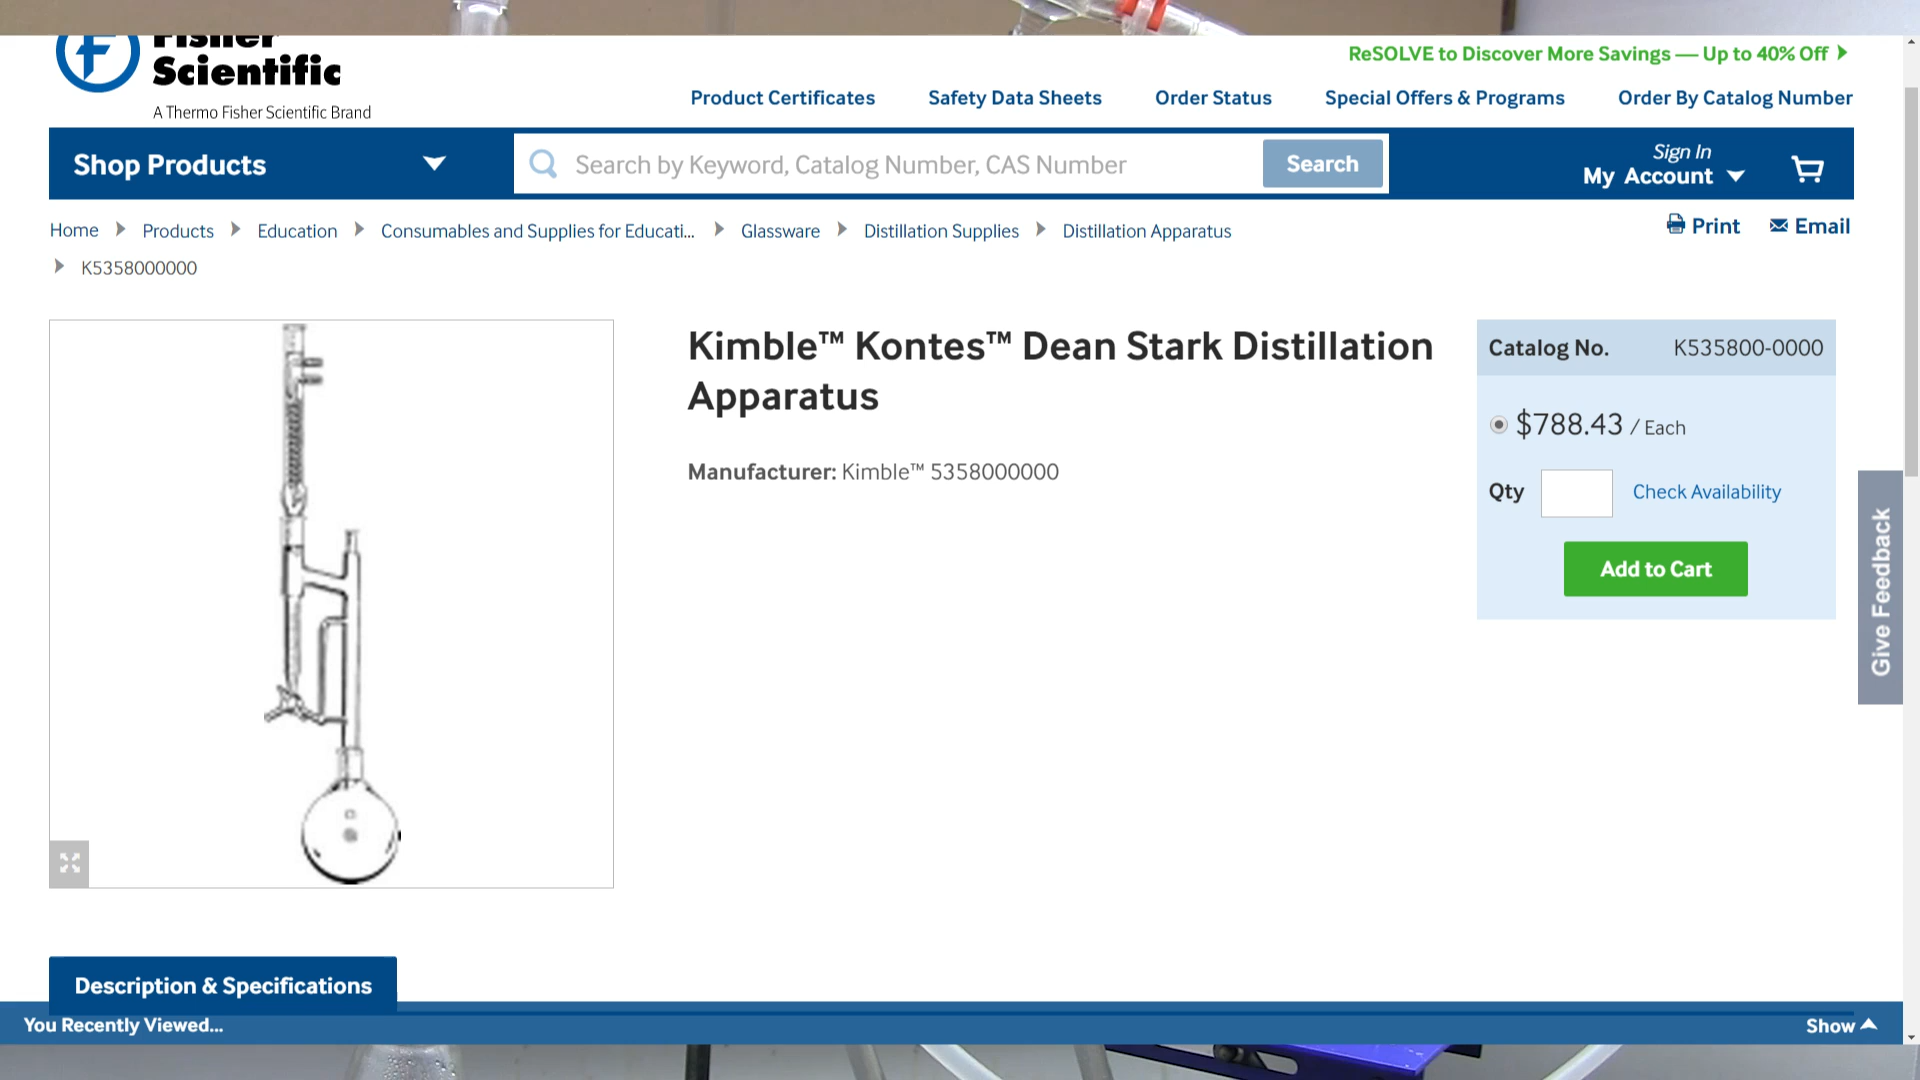 Fisher
Scientific
A Thermo Fisher Scientific Brand
ReSOLVE to Discover More Savings — Up to 40% Off
Product Certificates
Safety Data Sheets
Order Status
Special Offers & Programs
Order By Catalog Number
Shop Products
Search by Keyword, Catalog Number, CAS Number
Search
Sign In
My Account
Home
Products
Education
Consumables and Supplies for Educati...
Glassware
Distillation Supplies
Distillation Apparatus
K5358000000
Print
Email
Kimble™ Kontes™ Dean Stark Distillation
Apparatus
Manufacturer: Kimble™ 5358000000
Catalog No. K535800-0000
$788.43 / Each
Qty
Check Availability
Add to Cart
Give Feedback
Description & Specifications
You Recently Viewed...
Show